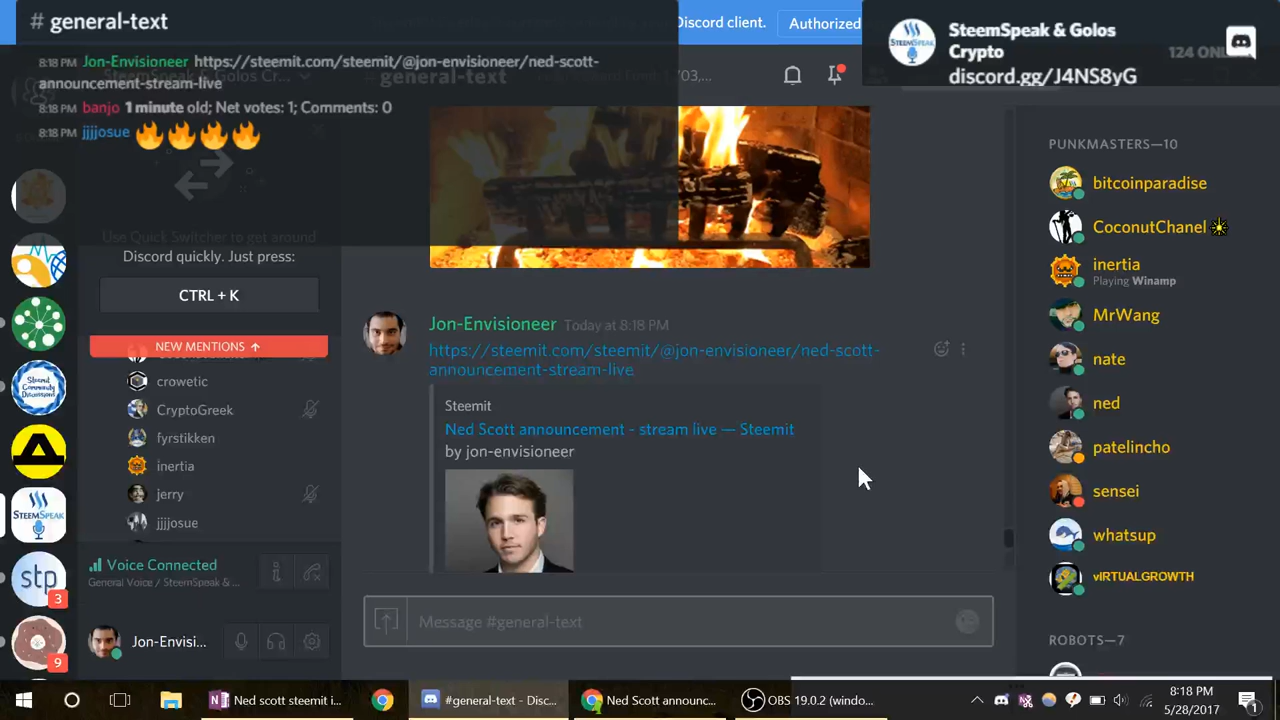 # general-text
Discord client.
Authorized
SteemSpeak & Golos
Crypto
124 ONL
discord.gg/J4NS8yG
8:18 PM Jon-Envisioneer https://steemit.com/steemit/@jon-envisioneer/ned-scott-
announcement-stream-live
8:18 PM banjo 1 minute old; Net votes: 1; Comments: 0
8:18 PM jjjjosue 🔥🔥🔥🔥
SteemSpeak & Golos Cr...
#general-text
/03,...
Use Quick Switcher to get around
Discord quickly. Just press:
CTRL + K
NEW MENTIONS ↑
crowetic
CryptoGreek
fyrstikken
inertia
jerry
jjjjosue
Voice Connected
General Voice / SteemSpeak & ...
Jon-Envisi...
STEEMSPEAK
stp
3
9
Jon-Envisioneer Today at 8:18 PM
https://steemit.com/steemit/@jon-envisioneer/ned-scott-
announcement-stream-live
Steemit
Ned Scott announcement - stream live — Steemit
by jon-envisioneer
Message #general-text
PUNKMASTERS—10
bitcoinparadise
CoconutChanel
inertia
Playing Winamp
MrWang
nate
ned
patelincho
sensei
whatsup
vIRTUALGROWTH
ROBOTS—7
Ned scott steemit i...
#general-text - Disc...
Ned Scott announc...
OBS 19.0.2 (windo...
8:18 PM
5/28/2017
1